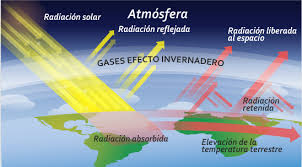 Atmósfera
Radiación solar
Radiación reflejada
Radiación liberada
al espacio
GASES EFECTO INVERNADERO
Radiación
retenida
Radiación absorbida
Elevación de la
temperatura terrestre